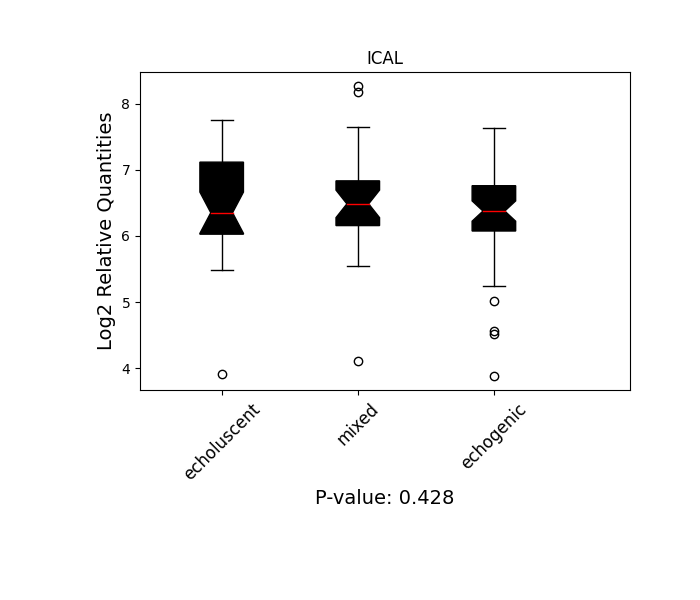 ICAL
Log2 Relative Quantities
8
7
6
5
4
echoluscent
mixed
echogenic
P-value: 0.428